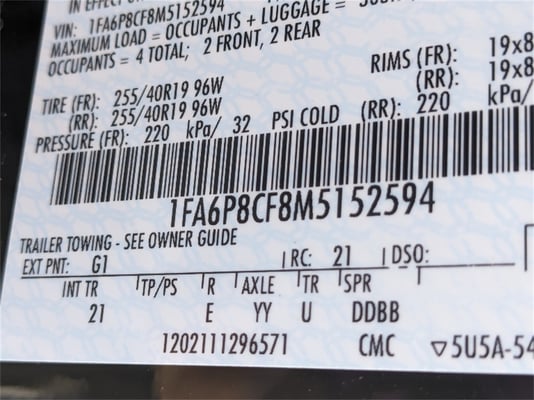 IN EFFECT
VIN: 1FA6P8CF8M5152594
MAXIMUM LOAD = OCCUPANTS + LUGGAGE =
OCCUPANTS = 4 TOTAL; 2 FRONT, 2 REAR
RIMS (FR): 19x8
TIRE (FR): 255/40R19 96W (RR): 19x8
(RR): 255/40R19 96W
PRESSURE (FR): 220 kPa/ 32 PSI COLD (RR): 220
1FA6P8CF8M5152594
TRAILER TOWING - SEE OWNER GUIDE
EXT PNT: G1 RC: 21 DSO:
INT TR TP/PS R AXLE TR SPR
21 E YY U DDBB
1202111296571 CMC ▽5U5A-54